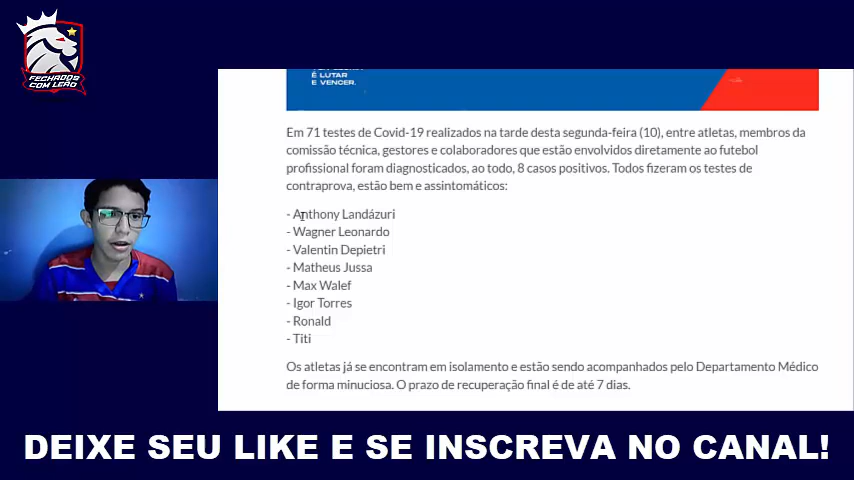 FECHADOS
COM LEÃO
É LUTAR
E VENCER.
Em 71 testes de Covid-19 realizados na tarde desta segunda-feira (10), entre atletas, membros da
comissão técnica, gestores e colaboradores que estão envolvidos diretamente ao futebol
profissional foram diagnosticados, ao todo, 8 casos positivos. Todos fizeram os testes de
contraprova, estão bem e assintomáticos:
- Anthony Landázuri
- Wagner Leonardo
- Valentin Depietri
- Matheus Jussa
- Max Walef
- Igor Torres
- Ronald
- Titi
Os atletas já se encontram em isolamento e estão sendo acompanhados pelo Departamento Médico
de forma minuciosa. O prazo de recuperação final é de até 7 dias.
DEIXE SEU LIKE E SE INSCREVA NO CANAL!